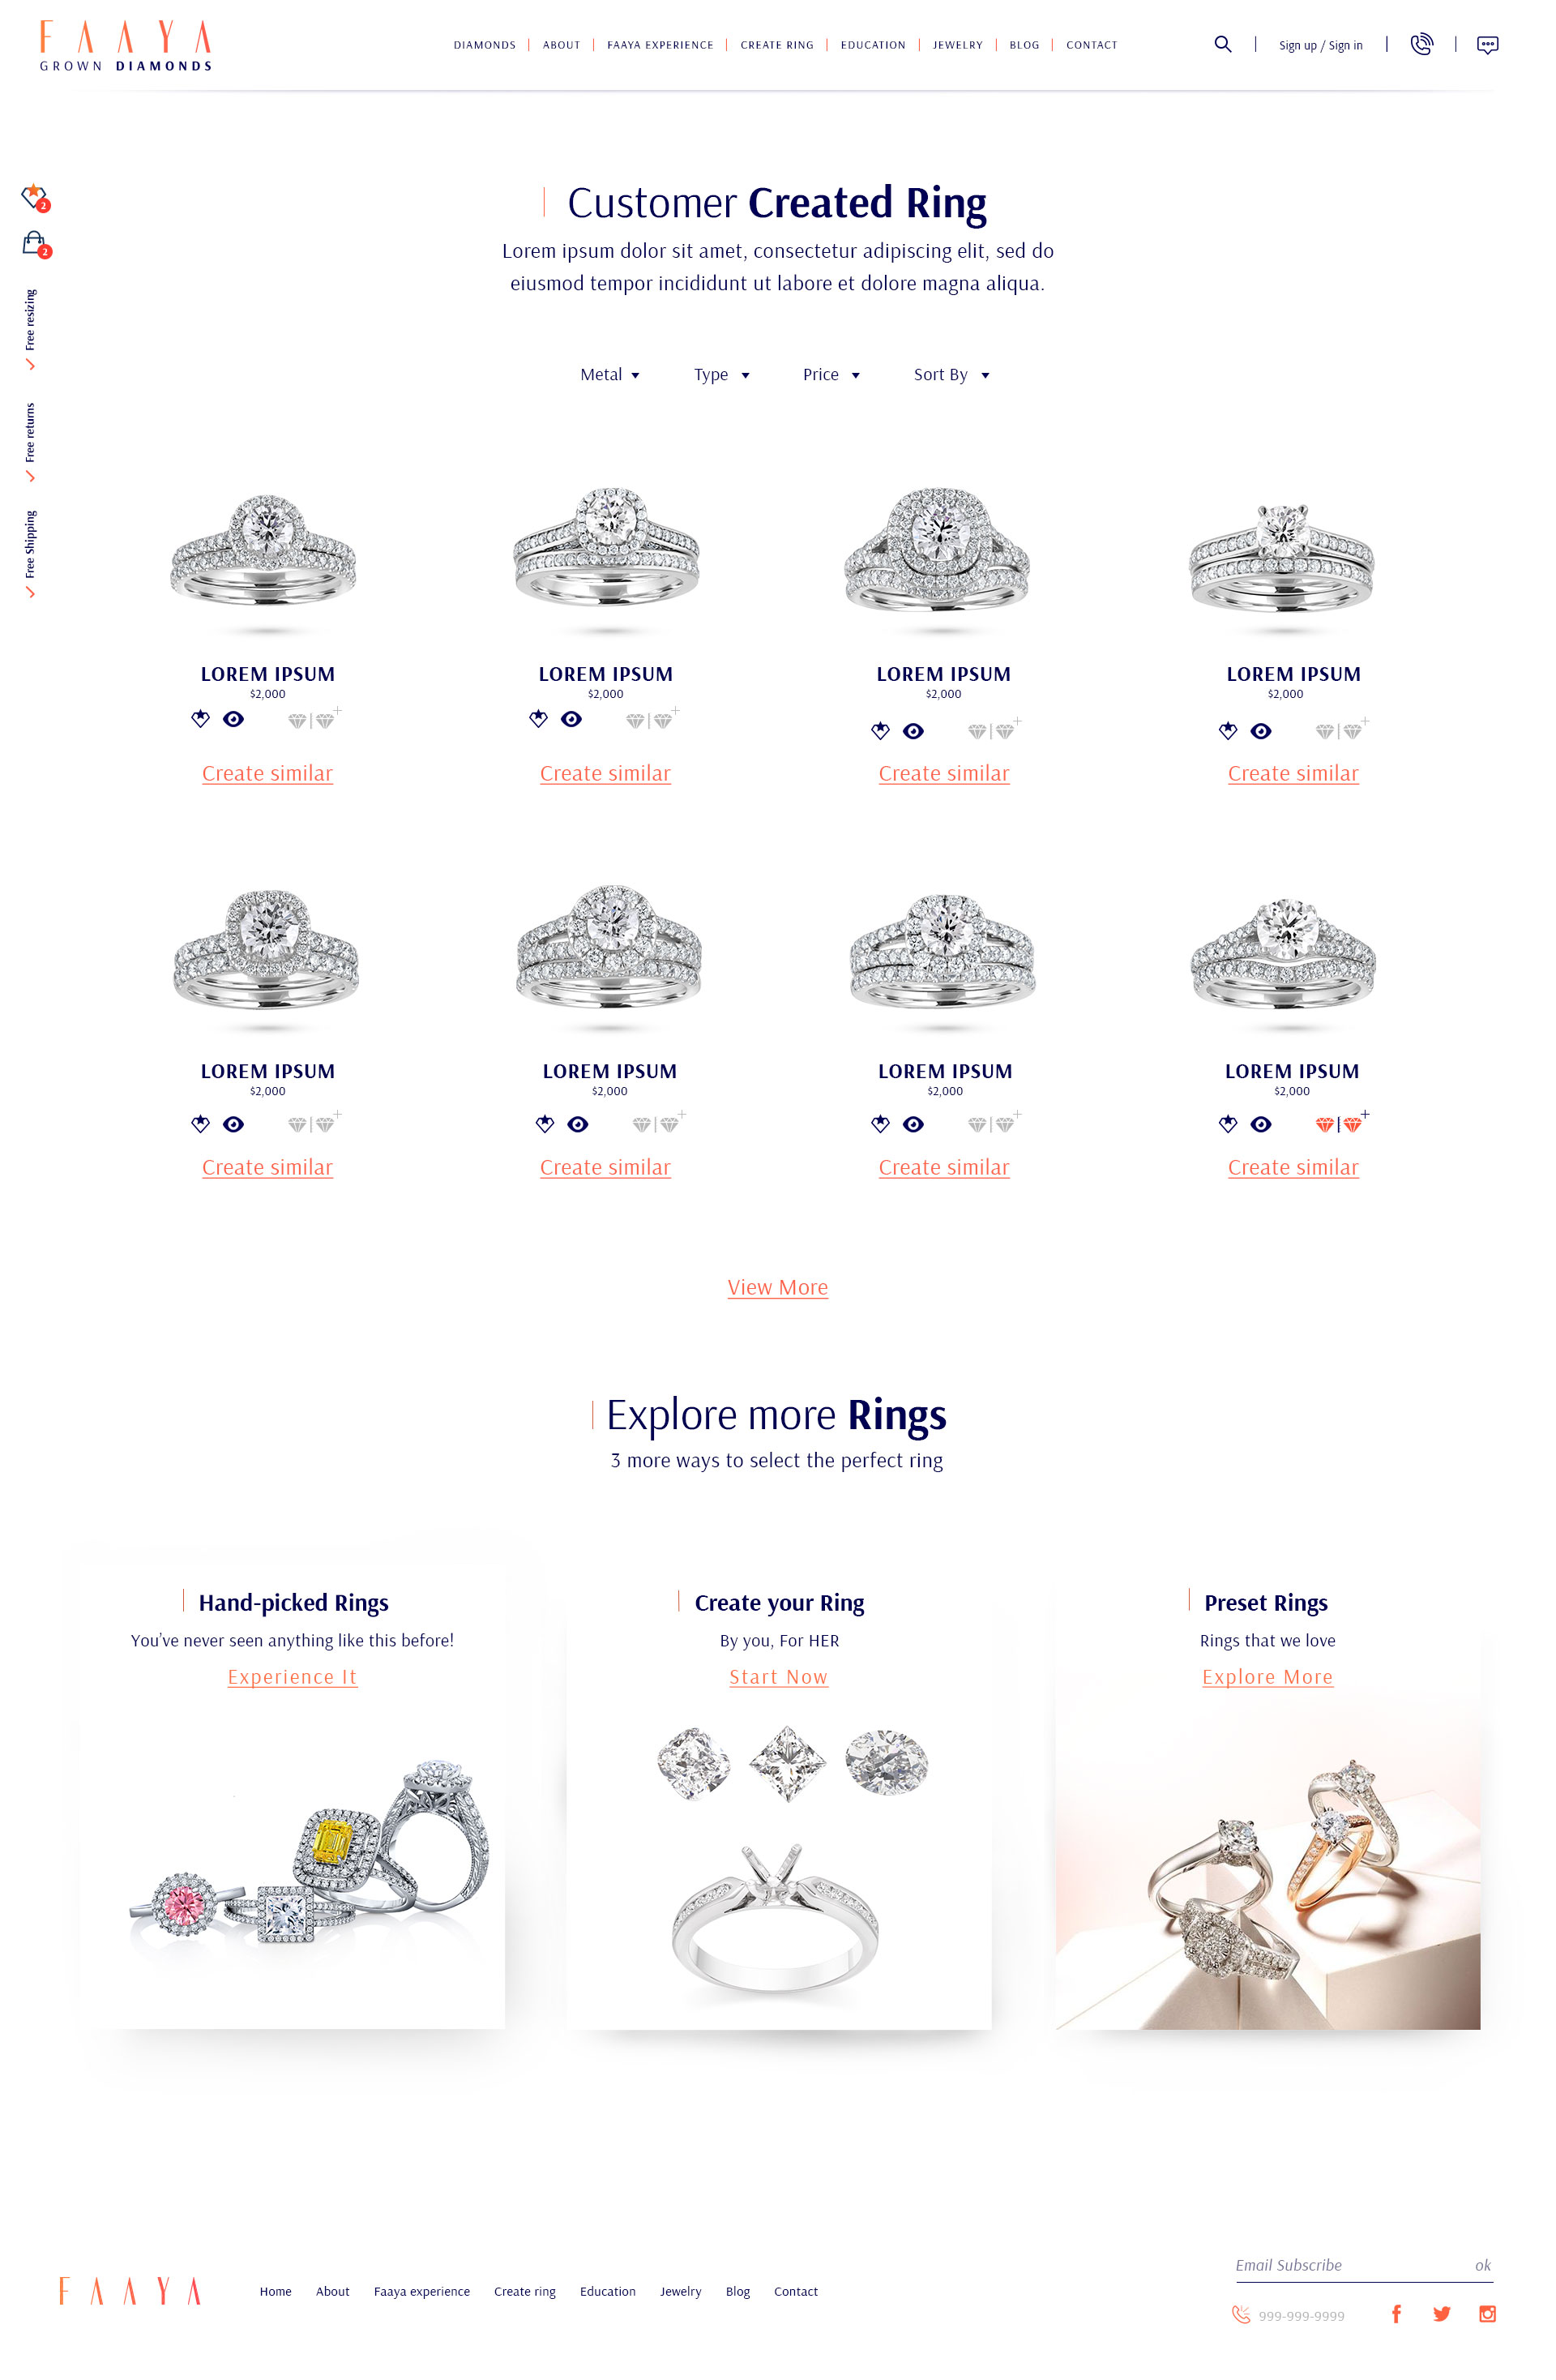 FAAYA
GROWN DIAMONDS
DIAMONDS | ABOUT | FAAYA EXPERIENCE | CREATE RING | EDUCATION | JEWELRY | BLOG | CONTACT
Sign up / Sign in
2
2
Free resizing
Free returns
Free Shipping
Customer Created Ring
Lorem ipsum dolor sit amet, consectetur adipiscing elit, sed do
eiusmod tempor incididunt ut labore et dolore magna aliqua.
Metal Type Price Sort By
LOREM IPSUM LOREM IPSUM LOREM IPSUM LOREM IPSUM
$2,000 $2,000 $2,000 $2,000
Create similar Create similar Create similar Create similar
LOREM IPSUM LOREM IPSUM LOREM IPSUM LOREM IPSUM
$2,000 $2,000 $2,000 $2,000
Create similar Create similar Create similar Create similar
View More
Explore more Rings
3 more ways to select the perfect ring
Hand-picked Rings
You've never seen anything like this before!
Experience It
Create your Ring
By you, For HER
Start Now
Preset Rings
Rings that we love
Explore More
FAAYA
Home About Faaya experience Create ring Education Jewelry Blog Contact
Email Subscribe ok
999-999-9999